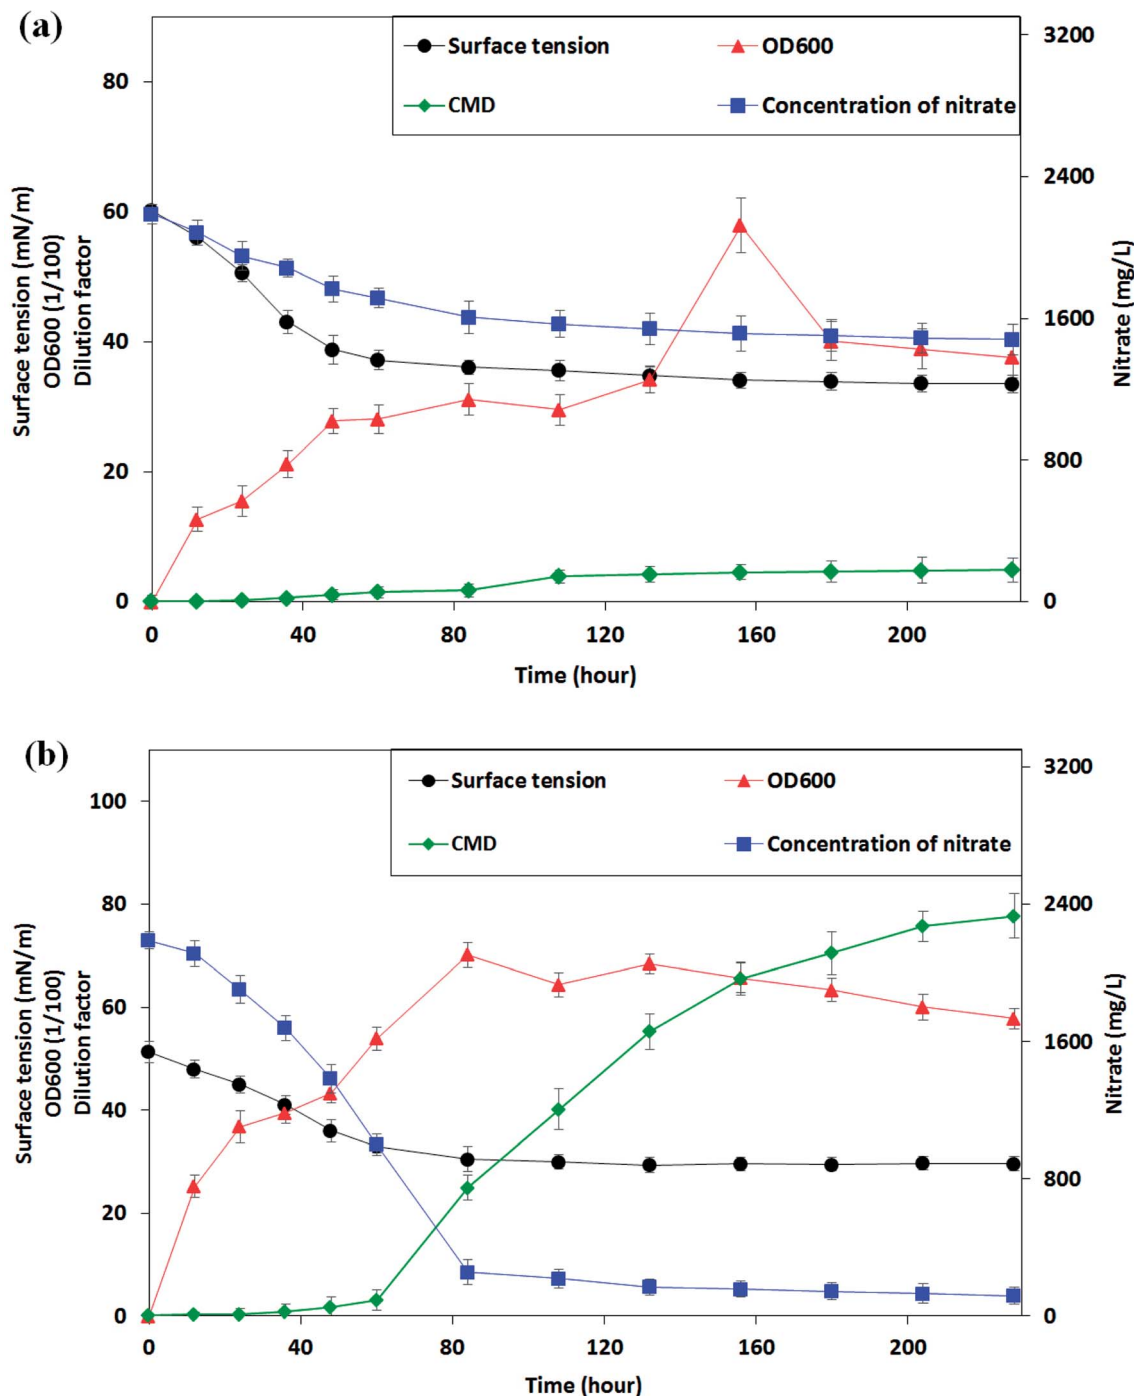 (a)
Surface tension
OD600
CMD
Concentration of nitrate
Surface tension (mN/m)
OD600 (1/100)
Dilution factor
80
60
40
20
0
3200
2400
1600
800
0
Nitrate (mg/L)
0 40 80 120 160 200
Time (hour)
(b)
Surface tension
OD600
CMD
Concentration of nitrate
Surface tension (mN/m)
OD600 (1/100)
Dilution factor
100
80
60
40
20
0
3200
2400
1600
800
0
Nitrate (mg/L)
0 40 80 120 160 200
Time (hour)